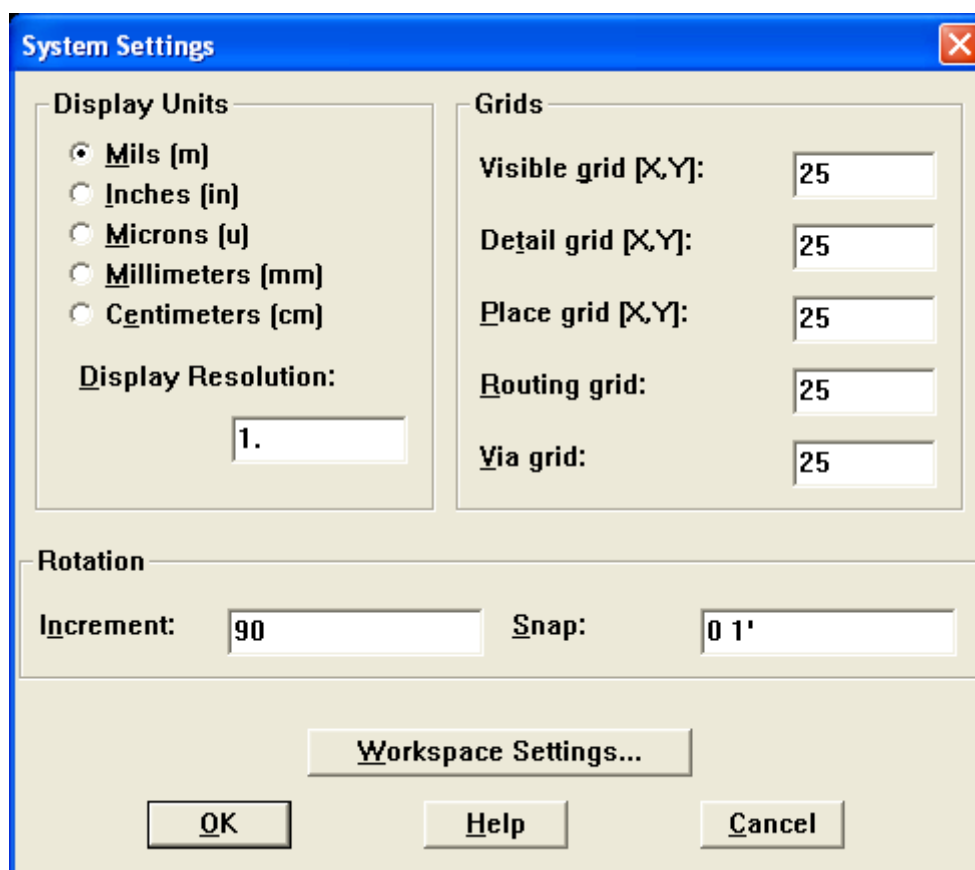 System Settings
Display Units
Mils (m)
Inches (in)
Microns (u)
Millimeters (mm)
Centimeters (cm)
Display Resolution:
1.
Grids
Visible grid [X,Y]: 25
Detail grid [X,Y]: 25
Place grid [X,Y]: 25
Routing grid: 25
Via grid: 25
Rotation
Increment: 90 Snap: 0 1'
Workspace Settings...
OK Help Cancel